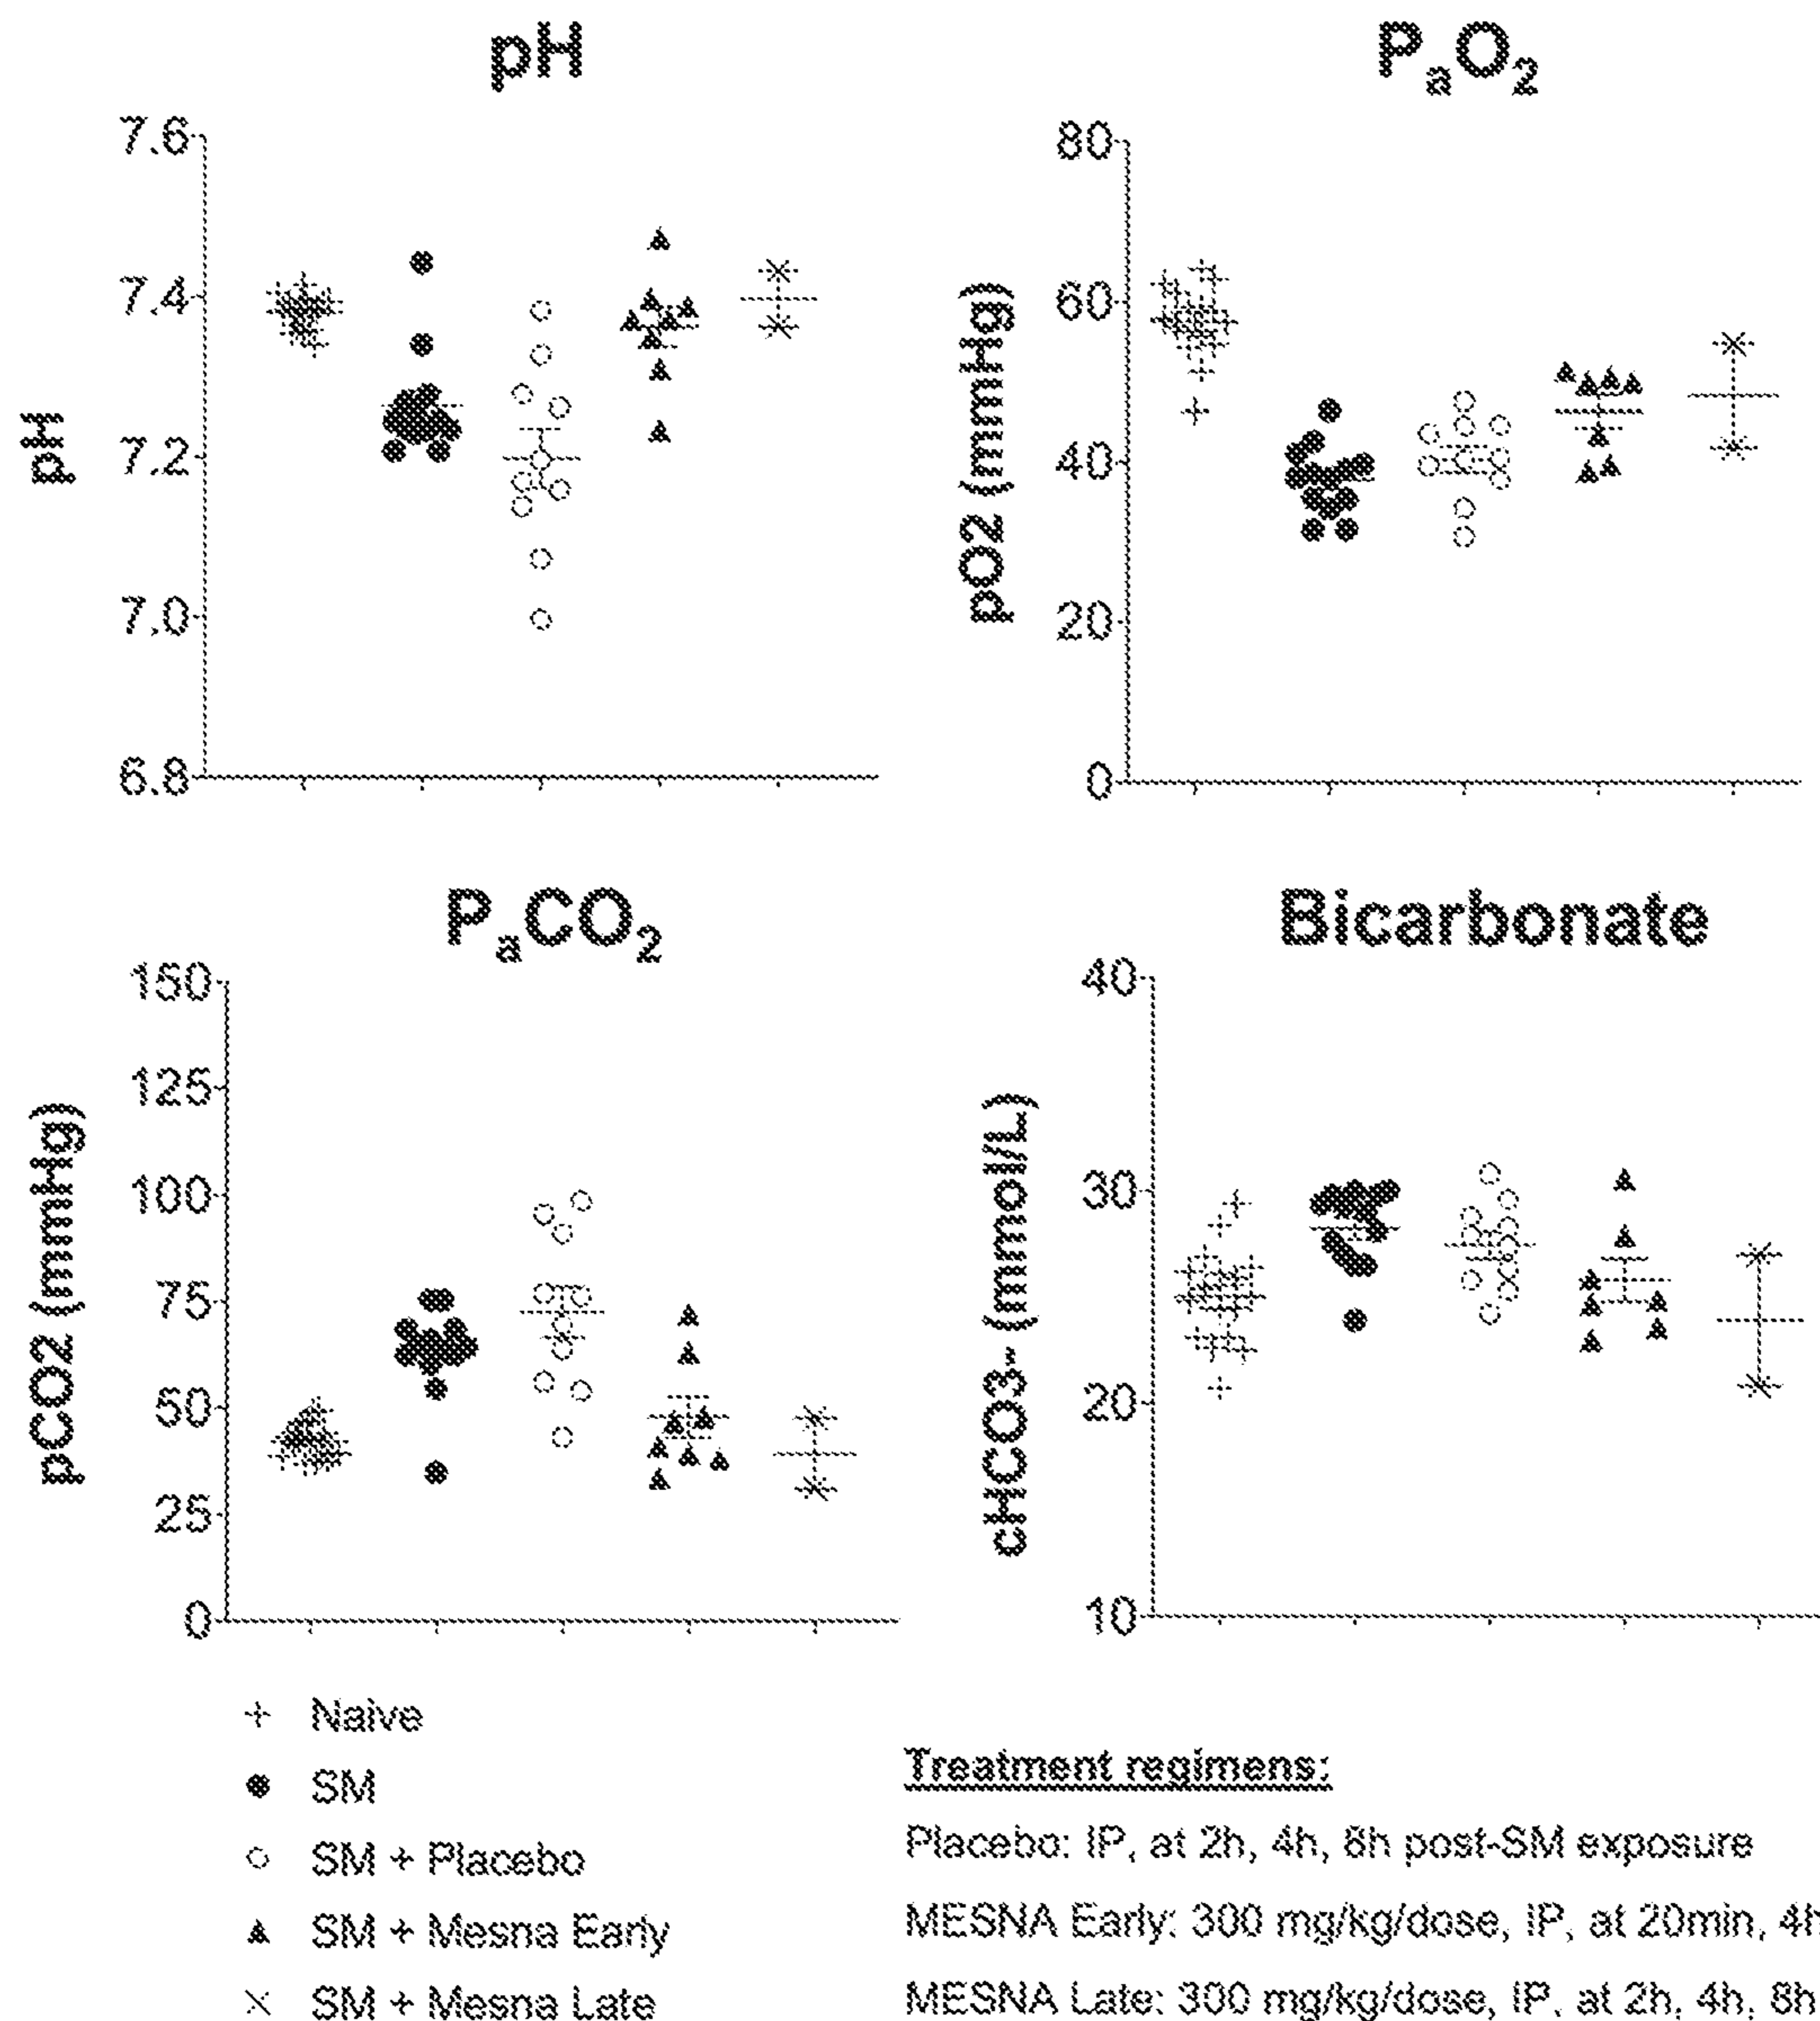 pH
7.6
7.4
7.2
7.0
6.8
pH
PaO2
80
60
40
20
0
pO2 (mmHg)
PaCO2
150
125
100
75
50
25
0
pCO2 (mmHg)
Bicarbonate
40
30
20
10
cHCO3- (mmol/L)
+ Naive
● SM
○ SM + Placebo
▲ SM + Mesna Early
× SM + Mesna Late
Treatment regimens:
Placebo: IP, at 2h, 4h, 8h post-SM exposure
MESNA Early: 300 mg/kg/dose, IP, at 20min, 4h
MESNA Late: 300 mg/kg/dose, IP, at 2h, 4h, 8h